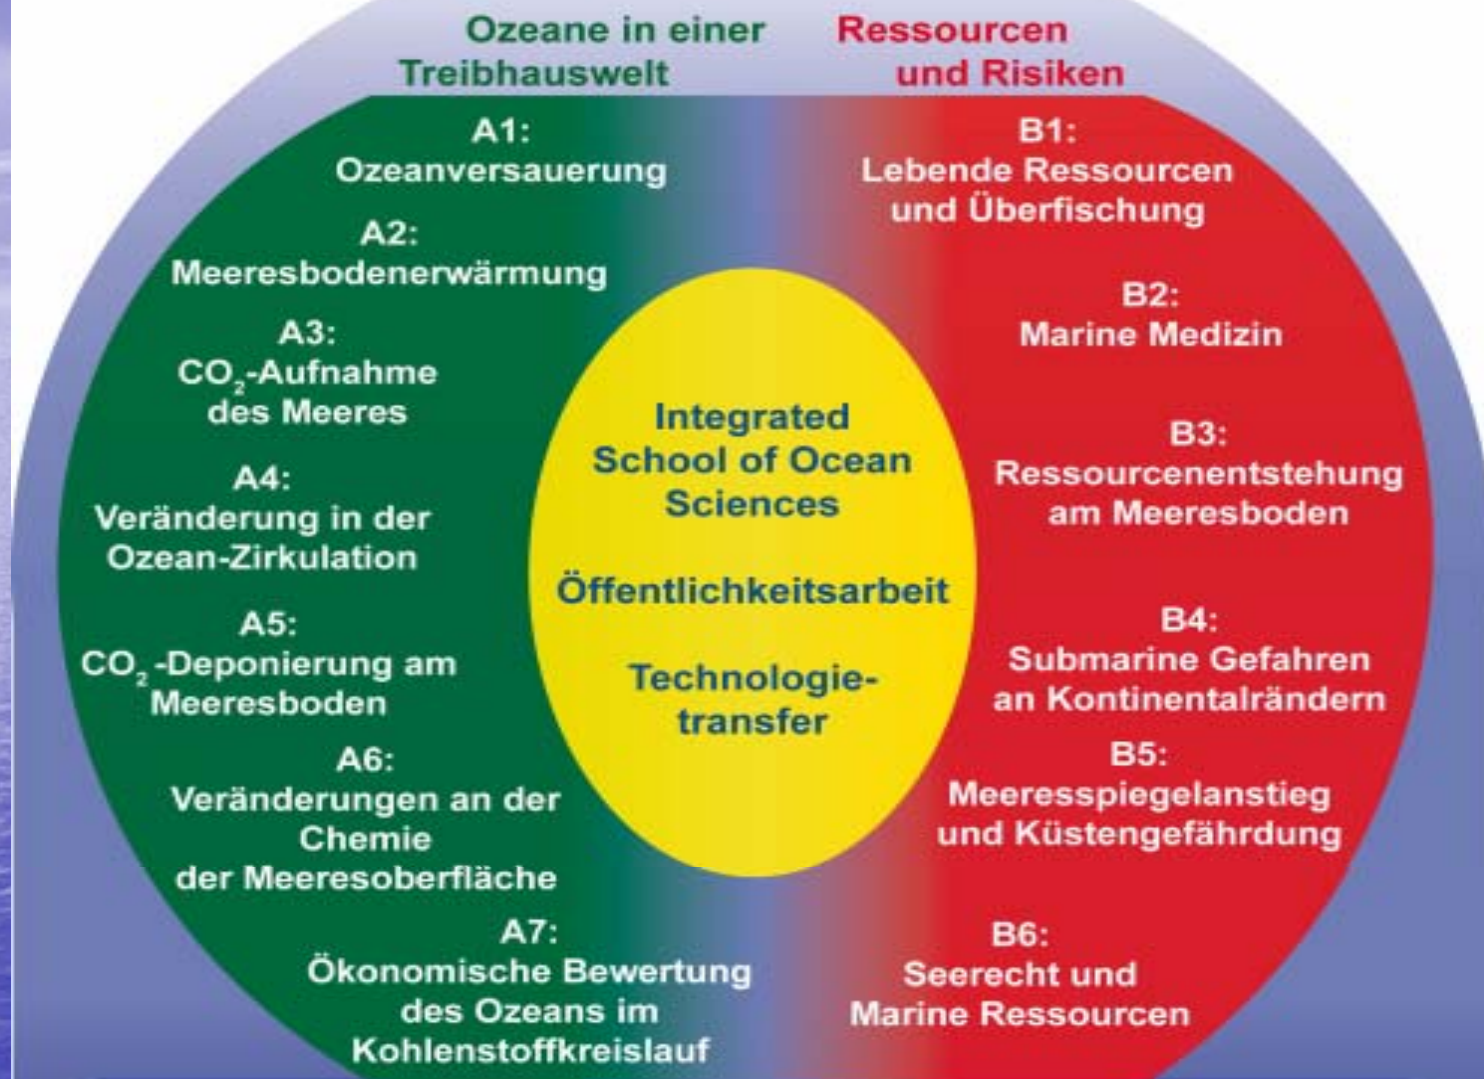 Ozeane in einer
Treibhauswelt
A1:
Ozeanversauerung
A2:
Meeresbodenerwärmung
A3:
CO₂-Aufnahme
des Meeres
A4:
Veränderung in der
Ozean-Zirkulation
A5:
CO₂-Deponierung am
Meeresboden
A6:
Veränderungen an der
Chemie
der Meeresoberfläche
A7:
Ökonomische Bewertung
des Ozeans im
Kohlenstoffkreislauf
Integrated
School of Ocean
Sciences
Öffentlichkeitsarbeit
Technologie-
transfer
Ressourcen
und Risiken
B1:
Lebende Ressourcen
und Überfischung
B2:
Marine Medizin
B3:
Ressourcenentstehung
am Meeresboden
B4:
Submarine Gefahren
an Kontinentalrändern
B5:
Meeresspiegelanstieg
und Küstengefährdung
B6:
Seerecht und
Marine Ressourcen